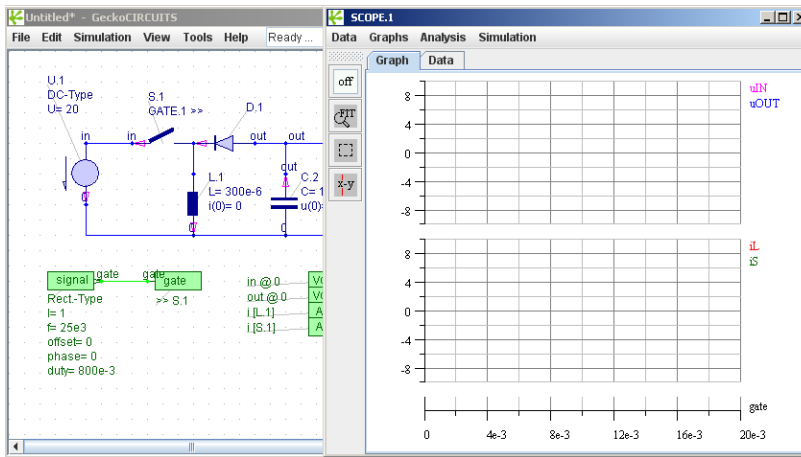 Untitled* - GeckoCIRCUITS
File Edit Simulation View Tools Help Ready ...
U.1
DC-Type
U= 20
S.1
GATE.1 >>
D.1
in
in
out
out
out
L.1
L= 300e-6
i(0)= 0
C.2
C= 1
u(0)=
0
0
0
signal
gate
gate
gate
Rect.-Type
l= 1
f= 25e3
offset= 0
phase= 0
duty= 800e-3
>> S.1
in @ 0
out @ 0
i [L.1]
i [S.1]
VO
VO
A
A
SCOPE.1
Data Graphs Analysis Simulation
Graph Data
off
FIT
x-y
8
4
0
-4
-8
uIN
uOUT
8
4
0
-4
-8
iL
iS
gate
0 4e-3 8e-3 12e-3 16e-3 20e-3